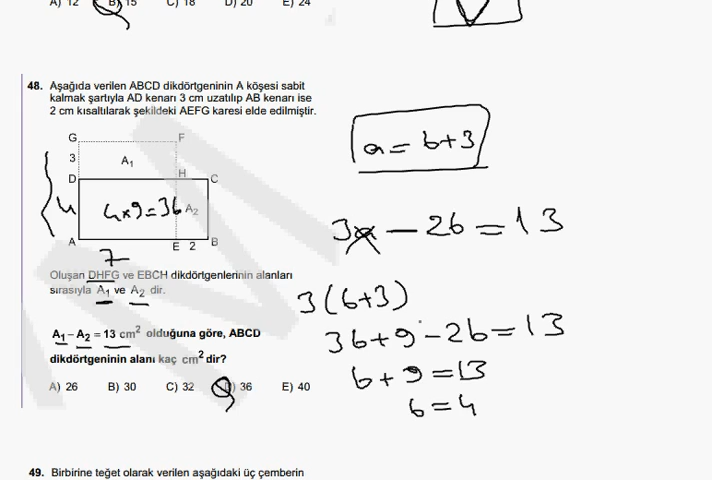 A) 12 B) 15 C) 18 D) 20 E) 24
48. Aşağıda verilen ABCD dikdörtgeninin A köşesi sabit
kalmak şartıyla AD kenarı 3 cm uzatılıp AB kenarı ise
2 cm kısaltılarak şekildeki AEFG karesi elde edilmiştir.
G F
3 A₁
D H C
4 4x9=36 A₂
A E 2 B
7
Oluşan DHFG ve EBCH dikdörtgenlerinin alanları
sırasıyla A₁ ve A₂ dir.
A₁ – A₂ = 13 cm² olduğuna göre, ABCD
dikdörtgeninin alanı kaç cm² dir?
A) 26 B) 30 C) 32 D) 36 E) 40
a = b+3
3a – 2b = 13
3(b+3)
3b+9-2b=13
b+9=13
b=4
49. Birbirine teğet olarak verilen aşağıdaki üç çemberin